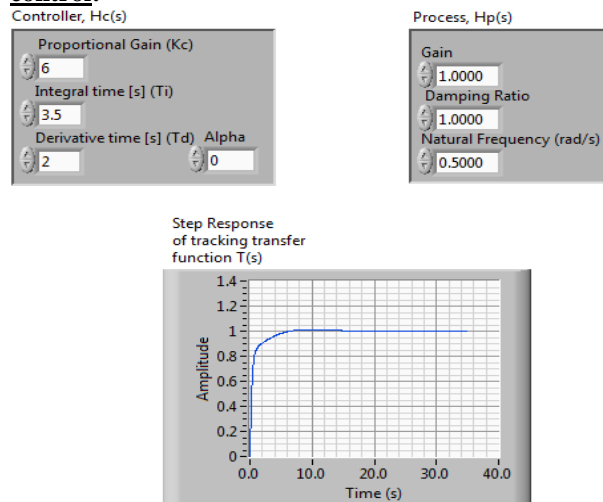 control.
Controller, Hc(s)
Proportional Gain (Kc)
6
Integral time [s] (Ti)
3.5
Derivative time [s] (Td) Alpha
2 0
Process, Hp(s)
Gain
1.0000
Damping Ratio
1.0000
Natural Frequency (rad/s)
0.5000
Step Response
of tracking transfer
function T(s)
1.4
1.2
1
0.8
0.6
0.4
0.2
0
Amplitude
0.0 10.0 20.0 30.0 40.0
Time (s)